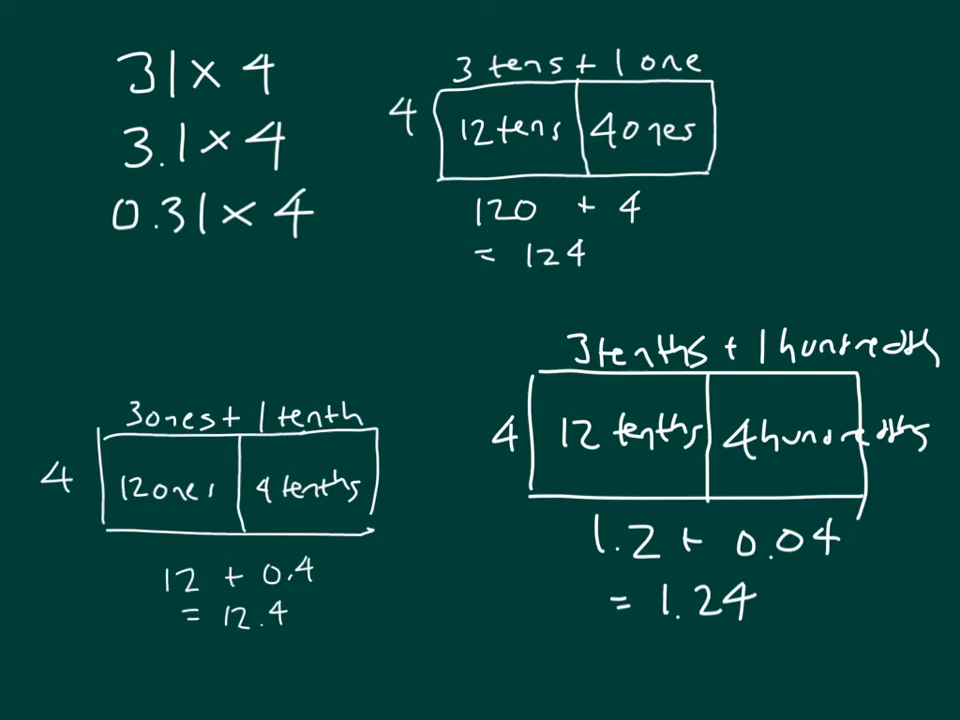 31 × 4
3.1 × 4
0.31 × 4
3 tens + 1 one
4
12 tens
4 ones
120 + 4
= 124
3 ones + 1 tenth
4
12 ones
4 tenths
12 + 0.4
= 12.4
3 tenths + 1 hundredth
4
12 tenths
4 hundredths
1.2 + 0.04
= 1.24